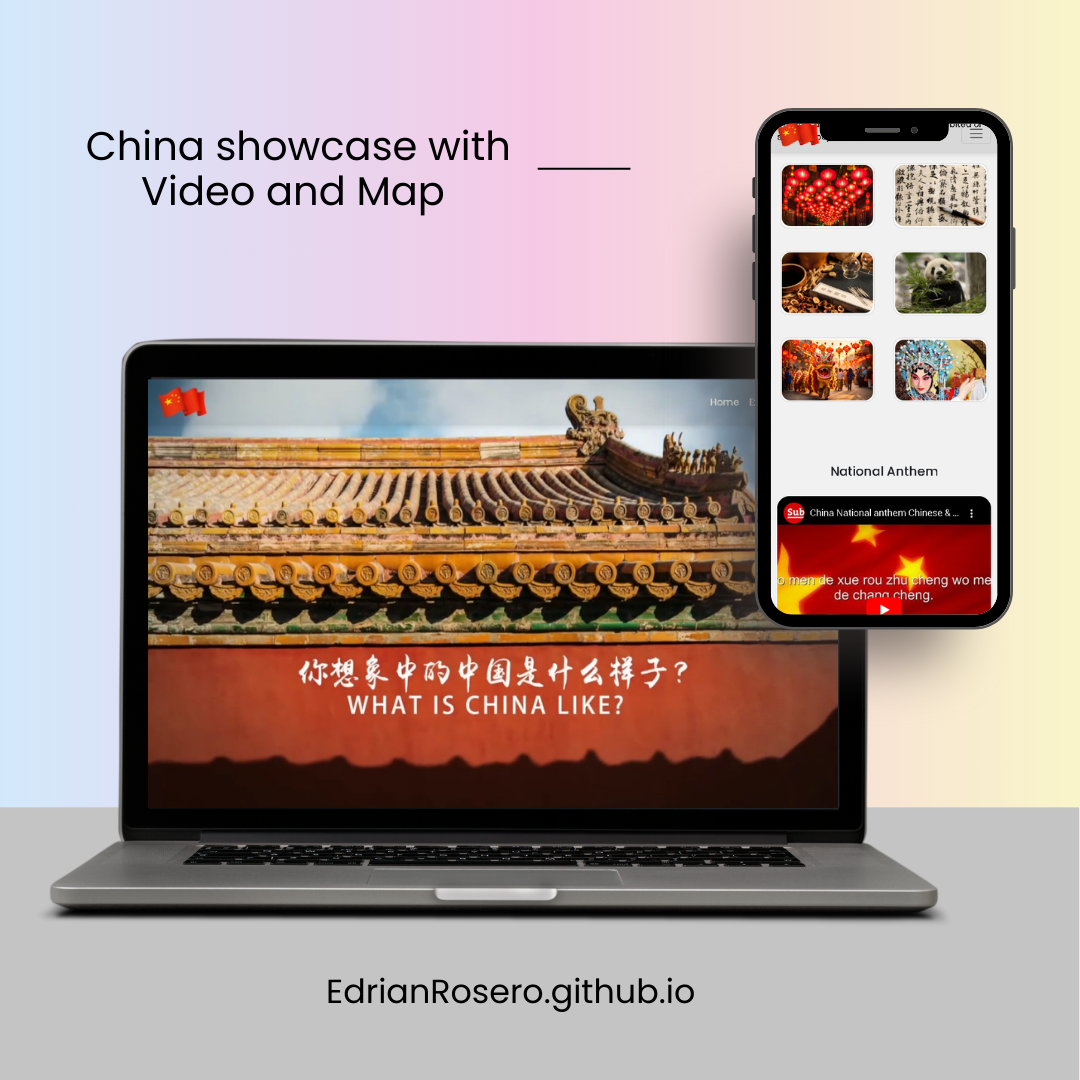 China showcase with
Video and Map
Home
National Anthem
Sub
China National anthem Chinese & ...
o men de xue rou zhu cheng wo me
de chang cheng.
你想象中的中国是什么样子?
WHAT IS CHINA LIKE?
EdrianRosero.github.io